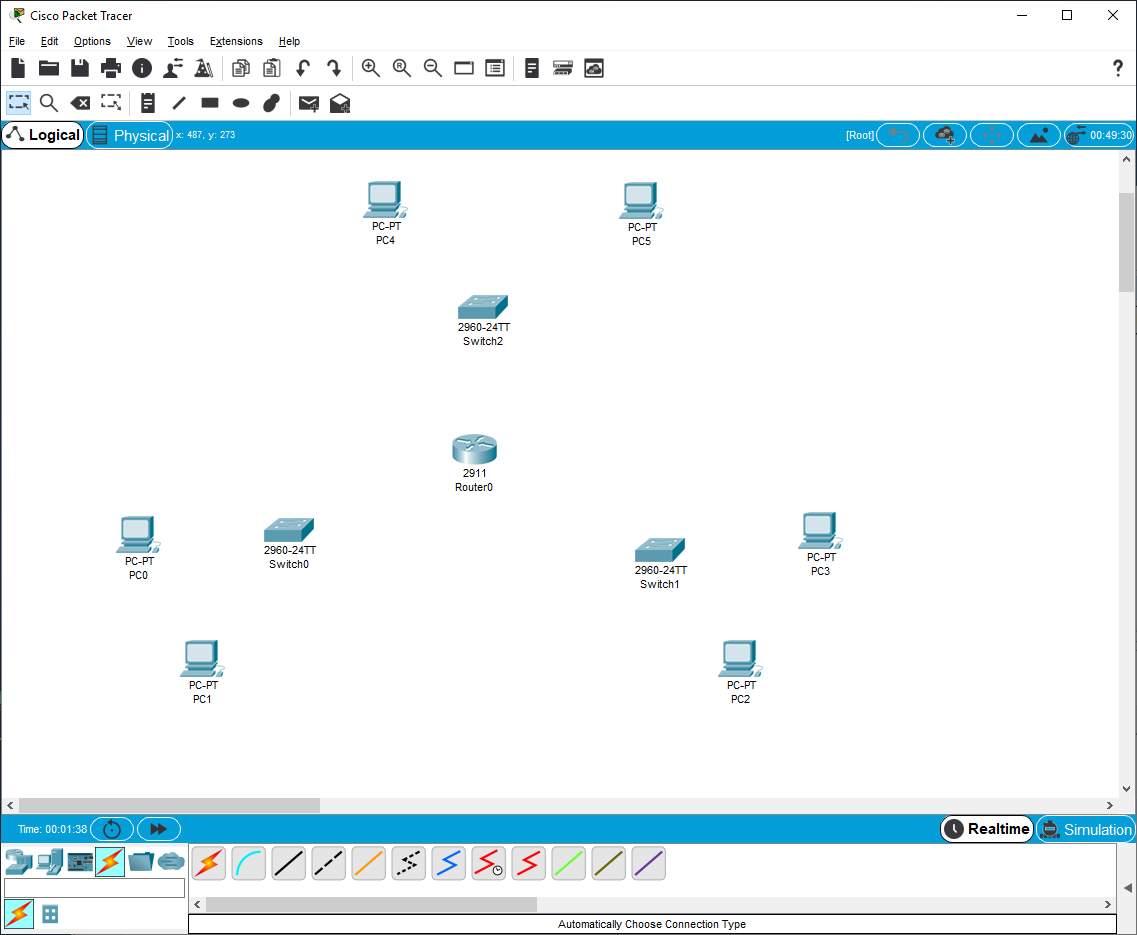 Cisco Packet Tracer
File Edit Options View Tools Extensions Help
Logical Physical x: 487, y: 273 [Root] 00:49:30
PC-PT
PC4
PC-PT
PC5
2960-24TT
Switch2
2911
Router0
PC-PT
PC0
2960-24TT
Switch0
2960-24TT
Switch1
PC-PT
PC3
PC-PT
PC1
PC-PT
PC2
Time: 00:01:38 Realtime Simulation
Automatically Choose Connection Type